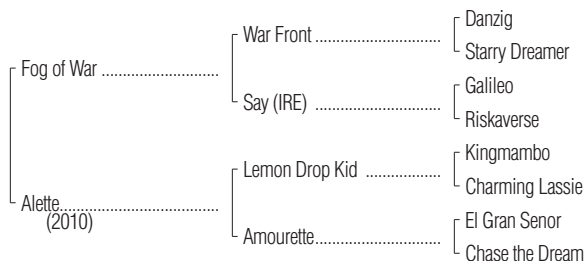 Danzig
War Front ..............................
Starry Dreamer
Fog of War ..........................
Galileo
Say (IRE) ................................
Riskaverse
Kingmambo
Lemon Drop Kid ..................
Charming Lassie
Alette....................................
(2010)
El Gran Senor
Amourette..............................
Chase the Dream